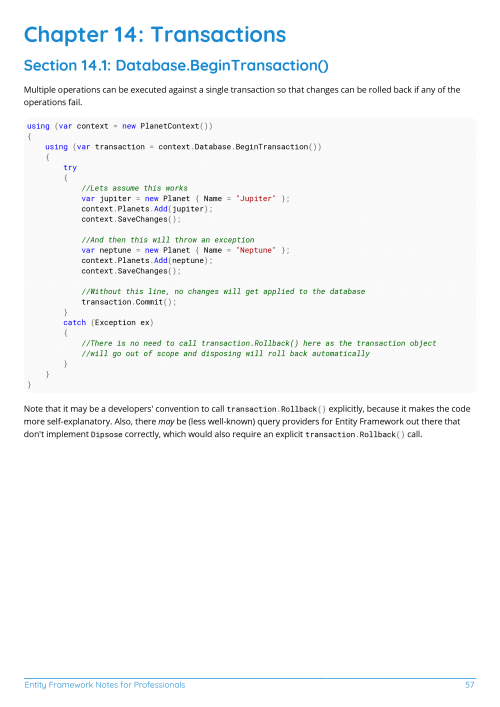 Chapter 14: Transactions
Section 14.1: Database.BeginTransaction()
Multiple operations can be executed against a single transaction so that changes can be rolled back if any of the
operations fail.
using (var context = new PlanetContext())
{
    using (var transaction = context.Database.BeginTransaction())
    {
        try
        {
            //Lets assume this works
            var jupiter = new Planet { Name = "Jupiter" };
            context.Planets.Add(jupiter);
            context.SaveChanges();

            //And then this will throw an exception
            var neptune = new Planet { Name = "Neptune" };
            context.Planets.Add(neptune);
            context.SaveChanges();

            //Without this line, no changes will get applied to the database
            transaction.Commit();
        }
        catch (Exception ex)
        {
            //There is no need to call transaction.Rollback() here as the transaction object
            //will go out of scope and disposing will roll back automatically
        }
    }
}
Note that it may be a developers' convention to call transaction.Rollback() explicitly, because it makes the code
more self-explanatory. Also, there may be (less well-known) query providers for Entity Framework out there that
don't implement Dipsose correctly, which would also require an explicit transaction.Rollback() call.
Entity Framework Notes for Professionals 57